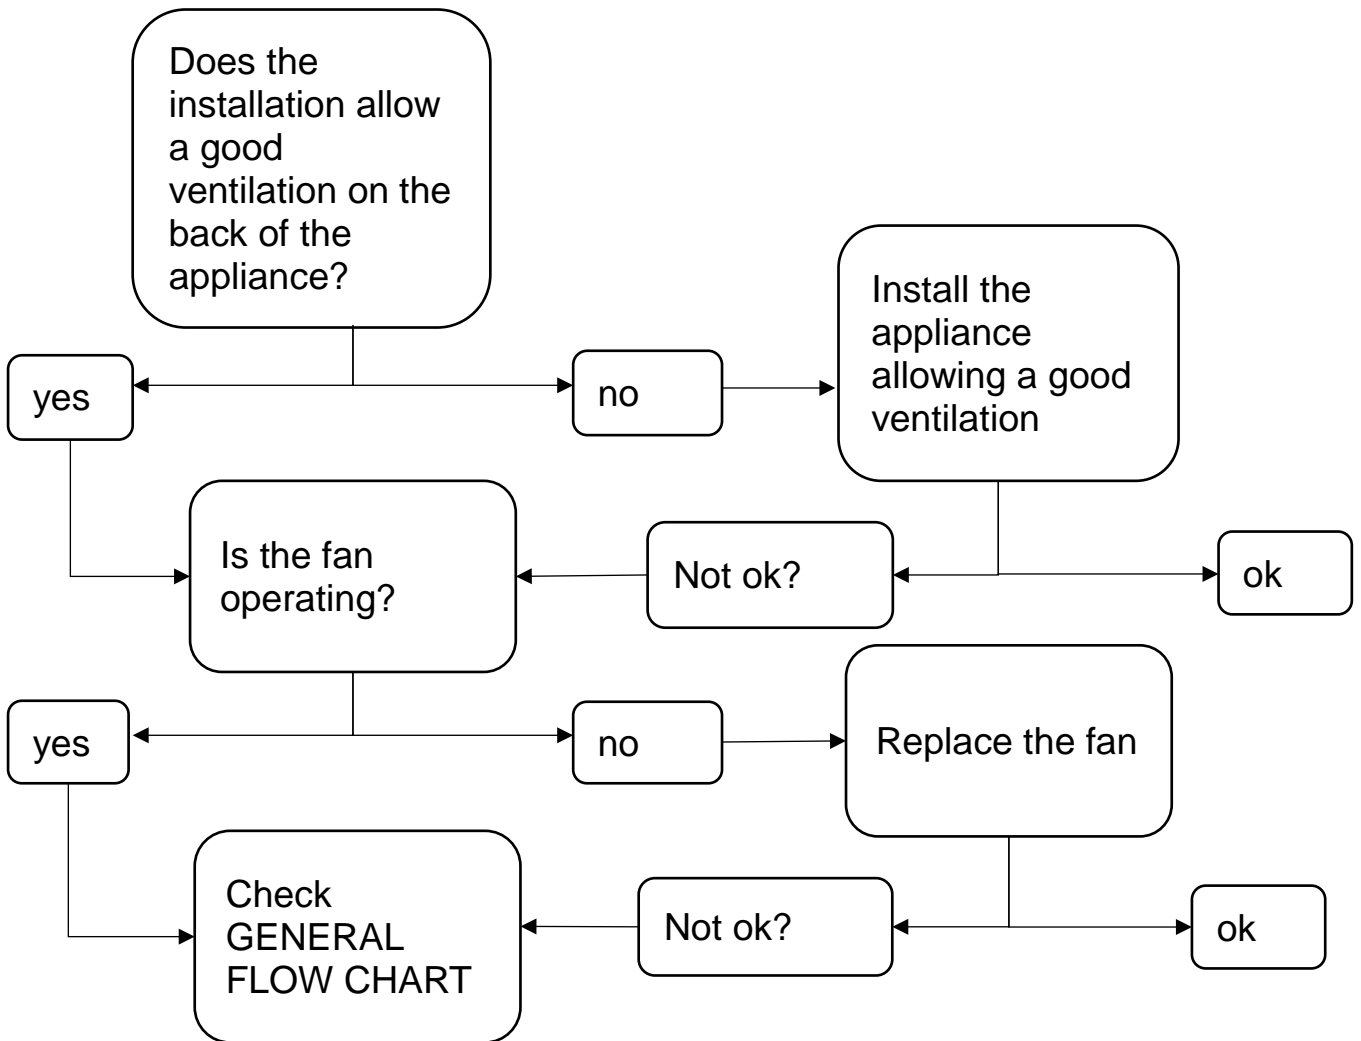 Does the
installation allow
a good
ventilation on the
back of the
appliance?
Install the
appliance
allowing a good
ventilation
yes
no
Is the fan
operating?
Not ok?
ok
yes
no
Replace the fan
Check
GENERAL
FLOW CHART
Not ok?
ok